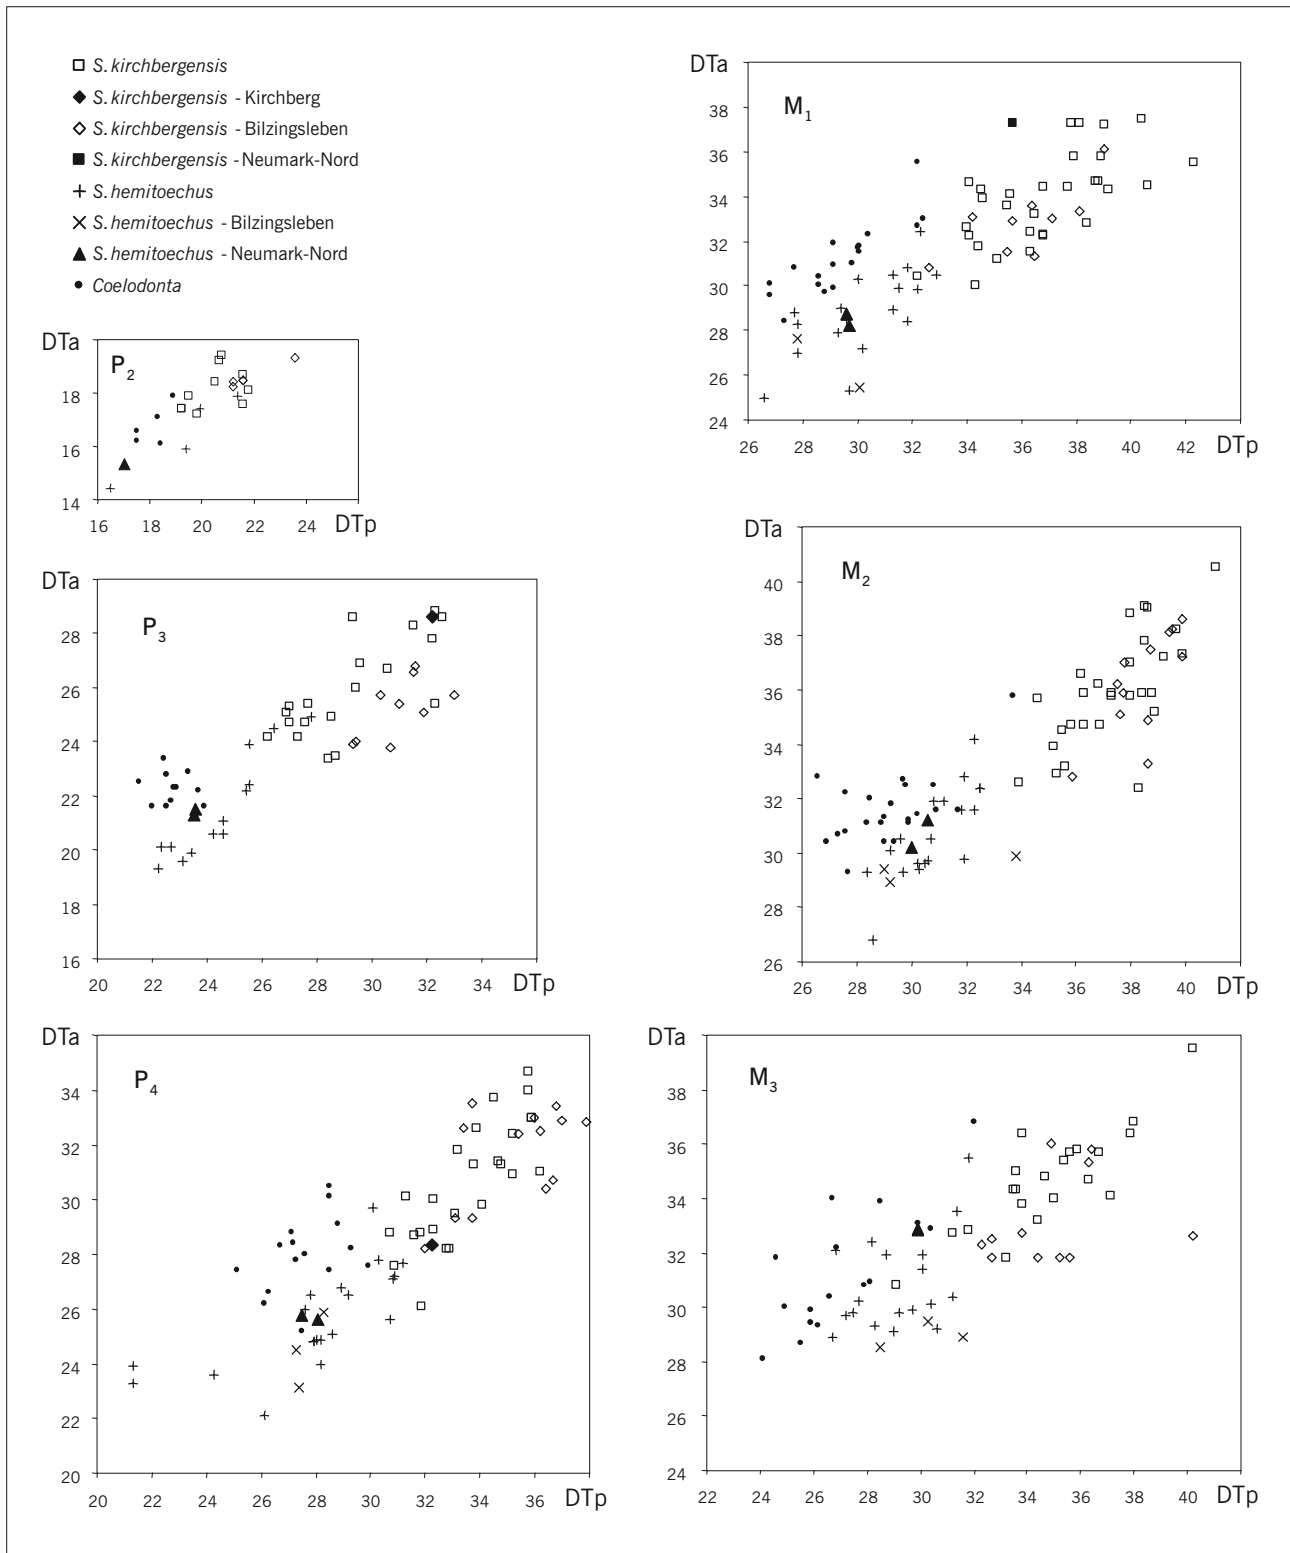 S. kirchbergensis
S. kirchbergensis - Kirchberg
S. kirchbergensis - Bilzingsleben
S. kirchbergensis - Neumark-Nord
S. hemitoechus
S. hemitoechus - Bilzingsleben
S. hemitoechus - Neumark-Nord
Coelodonta
DTa
P2
18
16
14
16 18 20 22 24 DTp
DTa
P3
28
26
24
22
20
18
16
20 22 24 26 28 30 32 34 DTp
DTa
P4
34
32
30
28
26
24
22
20
20 22 24 26 28 30 32 34 36 DTp
DTa
M1
38
36
34
32
30
28
26
24
26 28 30 32 34 36 38 40 42 DTp
DTa
M2
40
38
36
34
32
30
28
26
26 28 30 32 34 36 38 40 DTp
DTa
M3
38
36
34
32
30
28
26
24
22 24 26 28 30 32 34 36 38 40 DTp